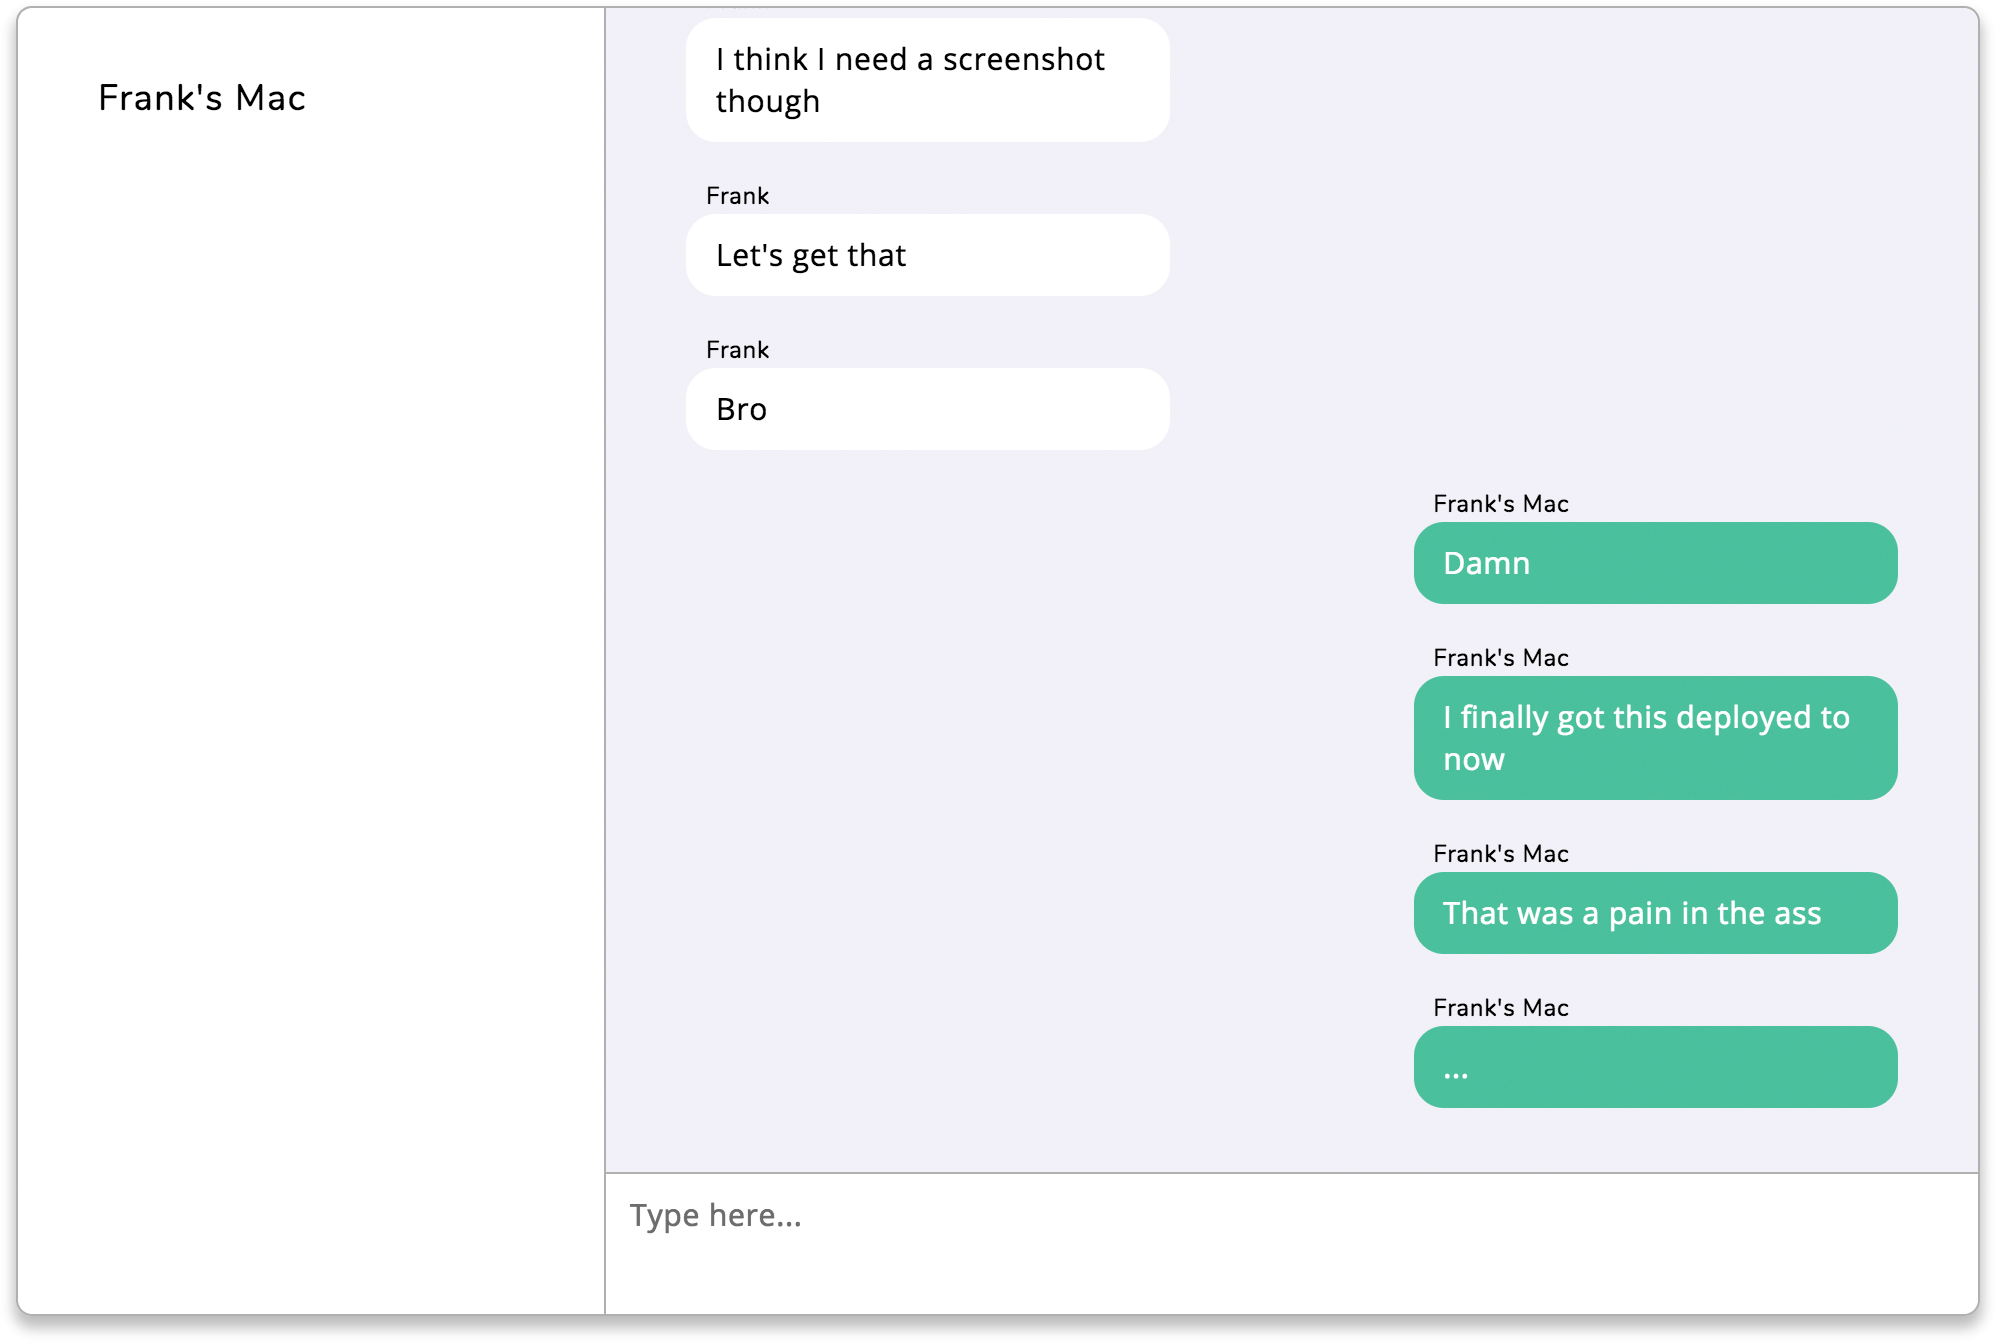 Frank's Mac
I think I need a screenshot
though
Frank
Let's get that
Frank
Bro
Frank's Mac
Damn
Frank's Mac
I finally got this deployed to
now
Frank's Mac
That was a pain in the ass
Frank's Mac
...
Type here...